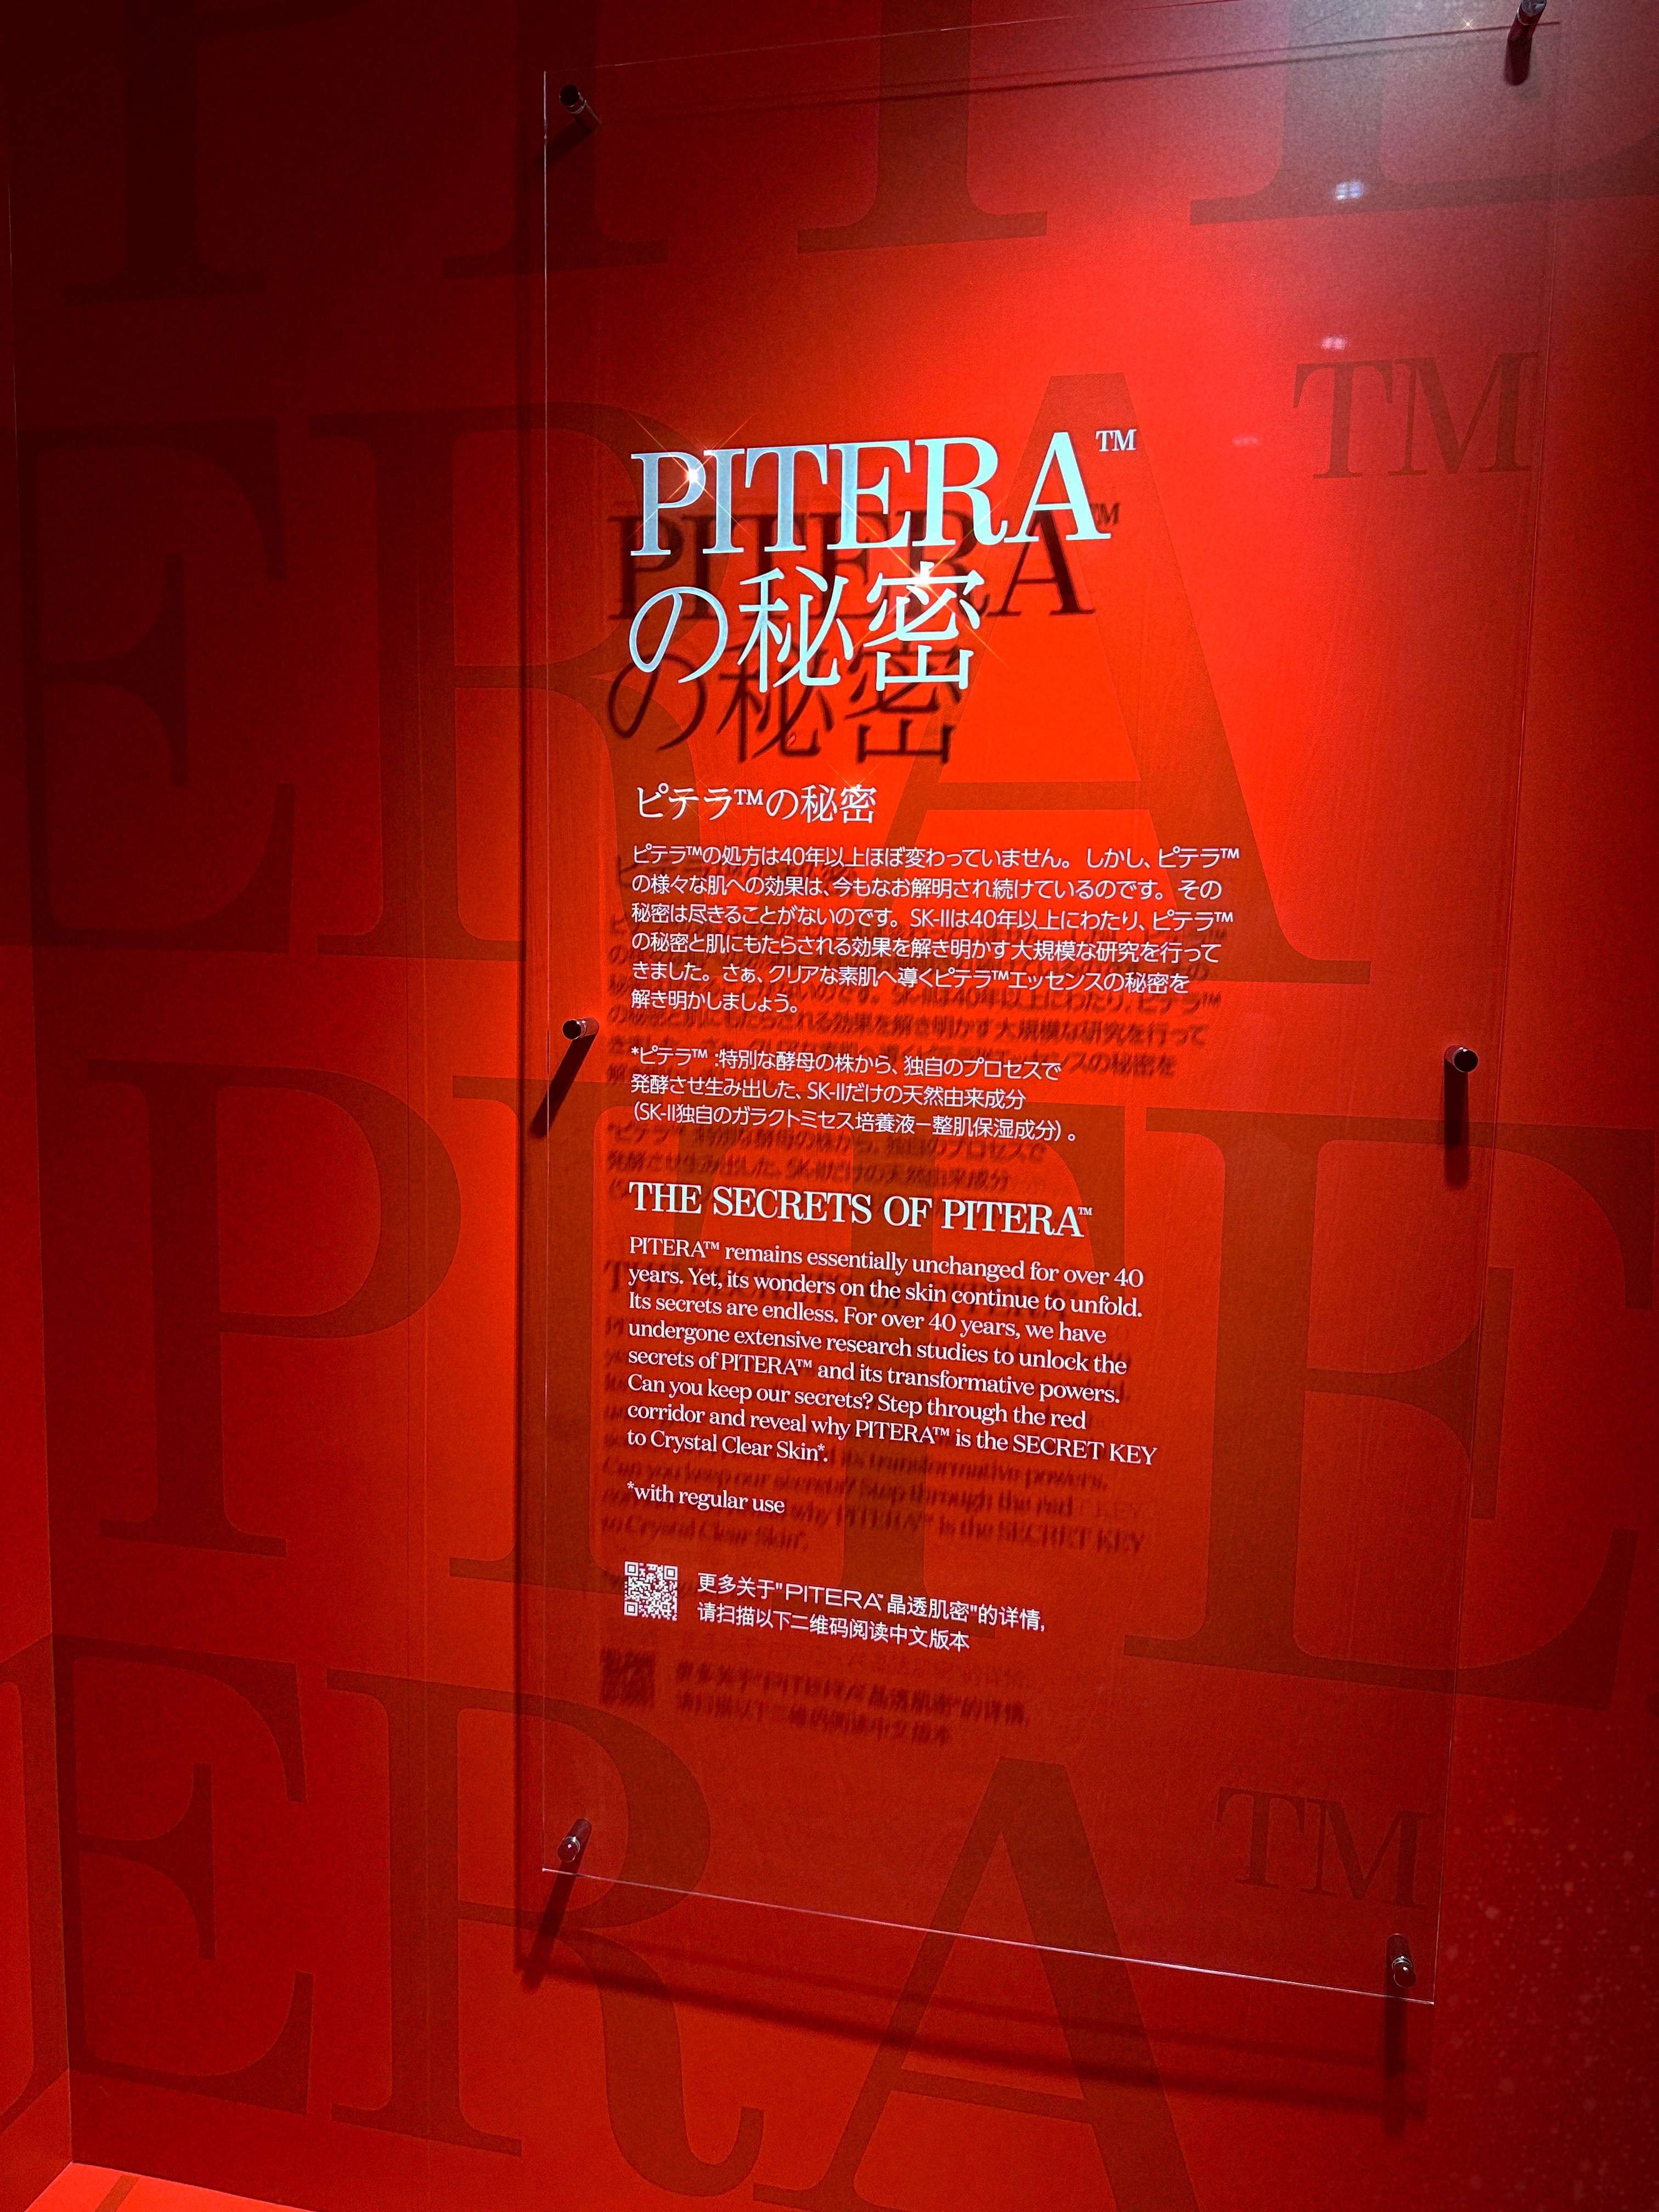 PITERA™
の秘密
ピテラ™の秘密
ピテラ™の処方は40年以上ほぼ変わっていません。しかし、ピテラ™
の様々な肌への効果は、今もなお解明され続けているのです。その
秘密は尽きることがないのです。SK-IIは40年以上にわたり、ピテラ™
の秘密と肌にもたらされる効果を解き明かす大規模な研究を行って
きました。さぁ、クリアな素肌へ導くピテラ™エッセンスの秘密を
解き明かしましょう。
*ピテラ™ :特別な酵母の株から、独自のプロセスで
発酵させ生み出した、SK-IIだけの天然由来成分
（SK-II独自のガラクトミセス培養液－整肌保湿成分）。
THE SECRETS OF PITERA™
PITERA™ remains essentially unchanged for over 40
years. Yet, its wonders on the skin continue to unfold.
Its secrets are endless. For over 40 years, we have
undergone extensive research studies to unlock the
secrets of PITERA™ and its transformative powers.
Can you keep our secrets? Step through the red
corridor and reveal why PITERA™ is the SECRET KEY
to Crystal Clear Skin*.
*with regular use
更多关于"PITERA™晶透肌密"的详情,
请扫描以下二维码阅读中文版本
PITE
ERA™
PITE
ERA™